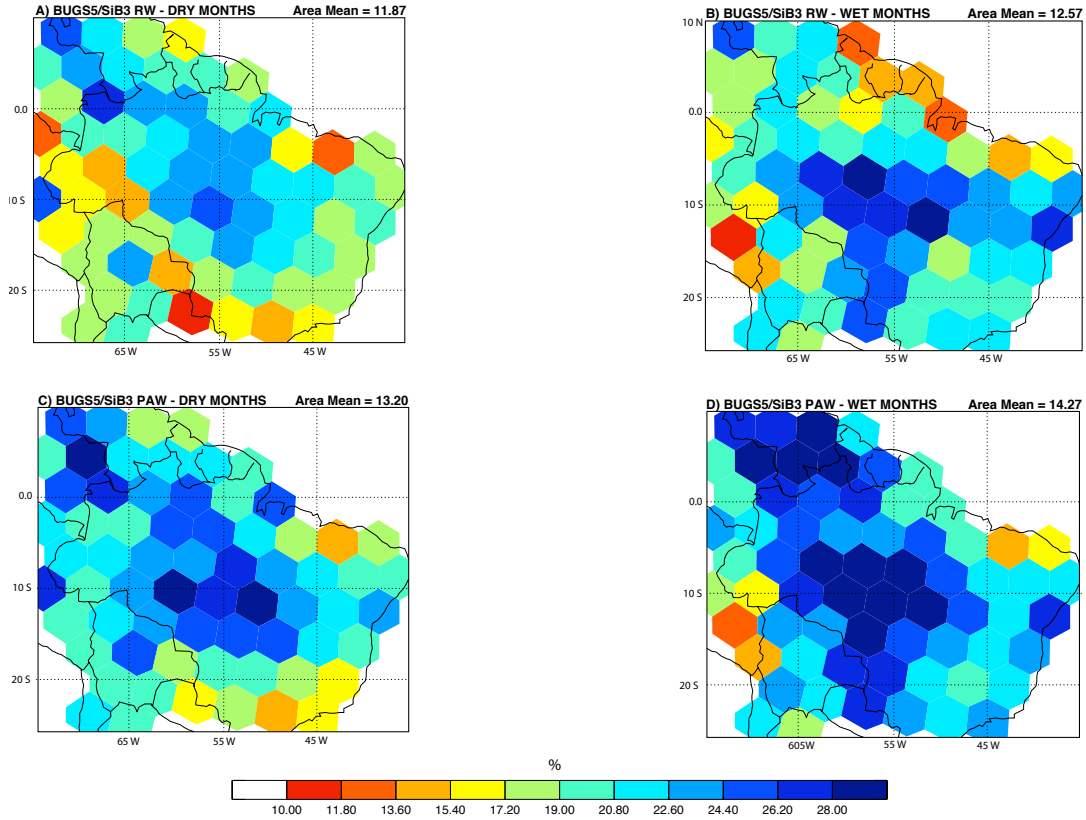 A) BUGS5/SiB3 RW - DRY MONTHS Area Mean = 11.87
0.0
10 S
20 S
65 W 55 W 45 W
B) BUGS5/SiB3 RW - WET MONTHS Area Mean = 12.57
10 N
0.0
10 S
20 S
65 W 55 W 45 W
C) BUGS5/SiB3 PAW - DRY MONTHS Area Mean = 13.20
0.0
10 S
20 S
65 W 55 W 45 W
D) BUGS5/SiB3 PAW - WET MONTHS Area Mean = 14.27
0.0
10 S
20 S
605W 55 W 45 W
%
10.00 11.80 13.60 15.40 17.20 19.00 20.80 22.60 24.40 26.20 28.00